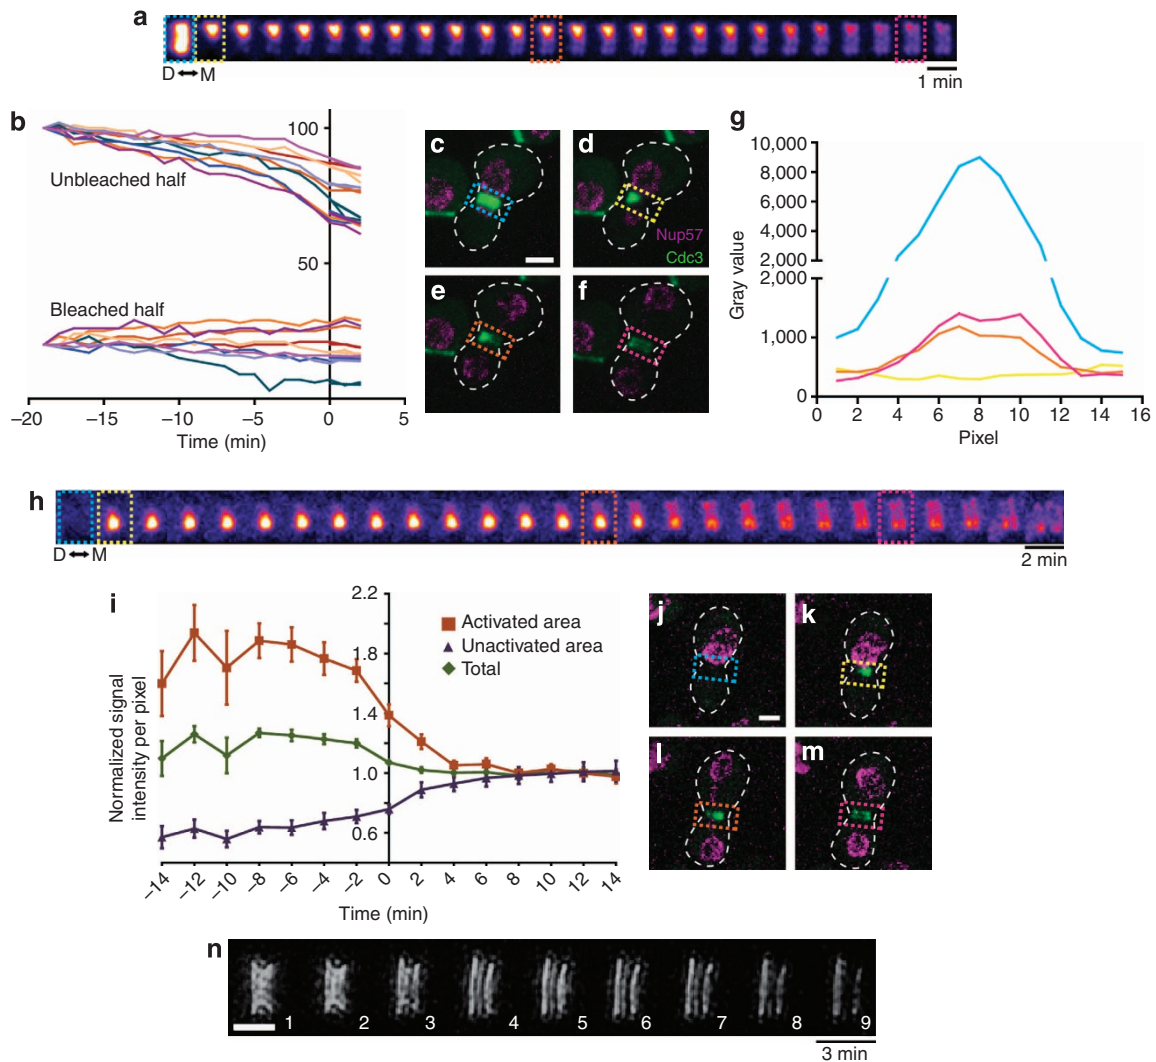 a
D ↔ M
1 min
b
100
50
Unbleached half
Bleached half
−20 −15 −10 −5 0 5
Time (min)
c
d
Nup57
Cdc3
e
f
g
10,000
8,000
6,000
4,000
2,000
2,000
1,000
0
Gray value
0 2 4 6 8 10 12 14 16
Pixel
h
D ↔ M
2 min
i
2.2
1.8
1.4
1.0
0.6
Normalized signal
intensity per pixel
Activated area
Unactivated area
Total
−14 −12 −10 −8 −6 −4 −2 0 2 4 6 8 10 12 14
Time (min)
j
k
l
m
n
1 2 3 4 5 6 7 8 9
3 min